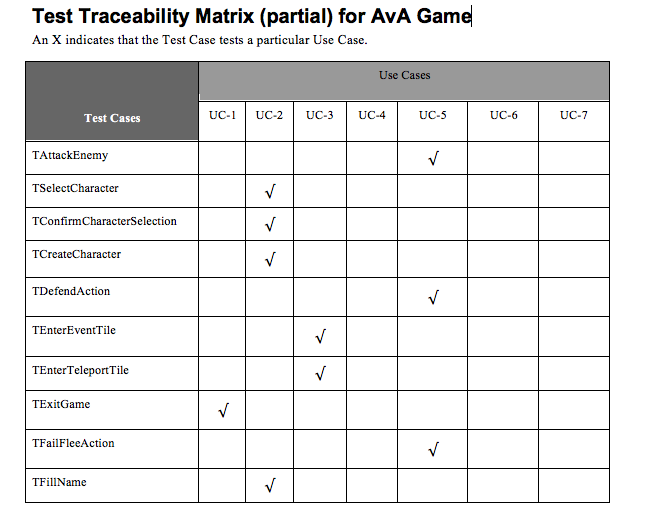 Test Traceability Matrix (partial) for AvA Game
An X indicates that the Test Case tests a particular Use Case.
Use Cases
Test Cases UC-1 UC-2 UC-3 UC-4 UC-5 UC-6 UC-7
TAttackEnemy √
TSelectCharacter √
TConfirmCharacterSelection √
TCreateCharacter √
TDefendAction √
TEnterEventTile √
TEnterTeleportTile √
TExitGame √
TFailFleeAction √
TFillName √